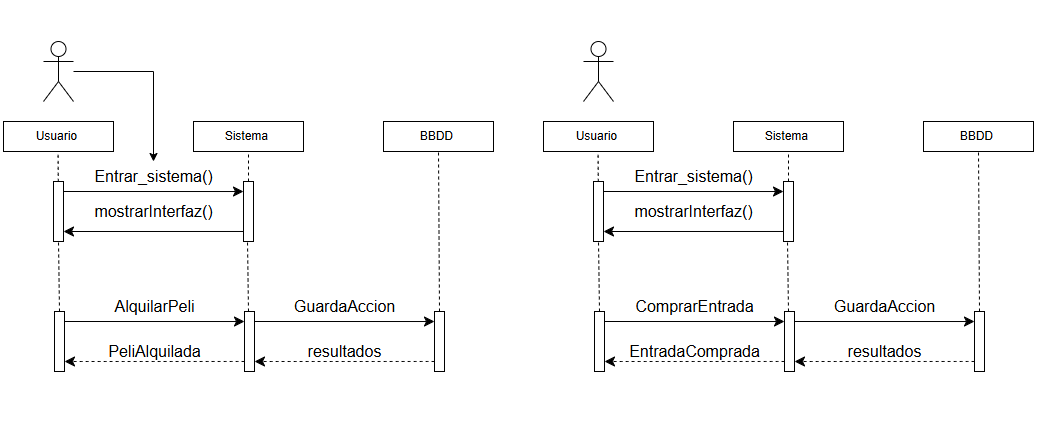 Usuario
Sistema
BBDD
Entrar_sistema()
mostrarInterfaz()
AlquilarPeli
GuardaAccion
PeliAlquilada
resultados
Usuario
Sistema
BBDD
Entrar_sistema()
mostrarInterfaz()
ComprarEntrada
GuardaAccion
EntradaComprada
resultados